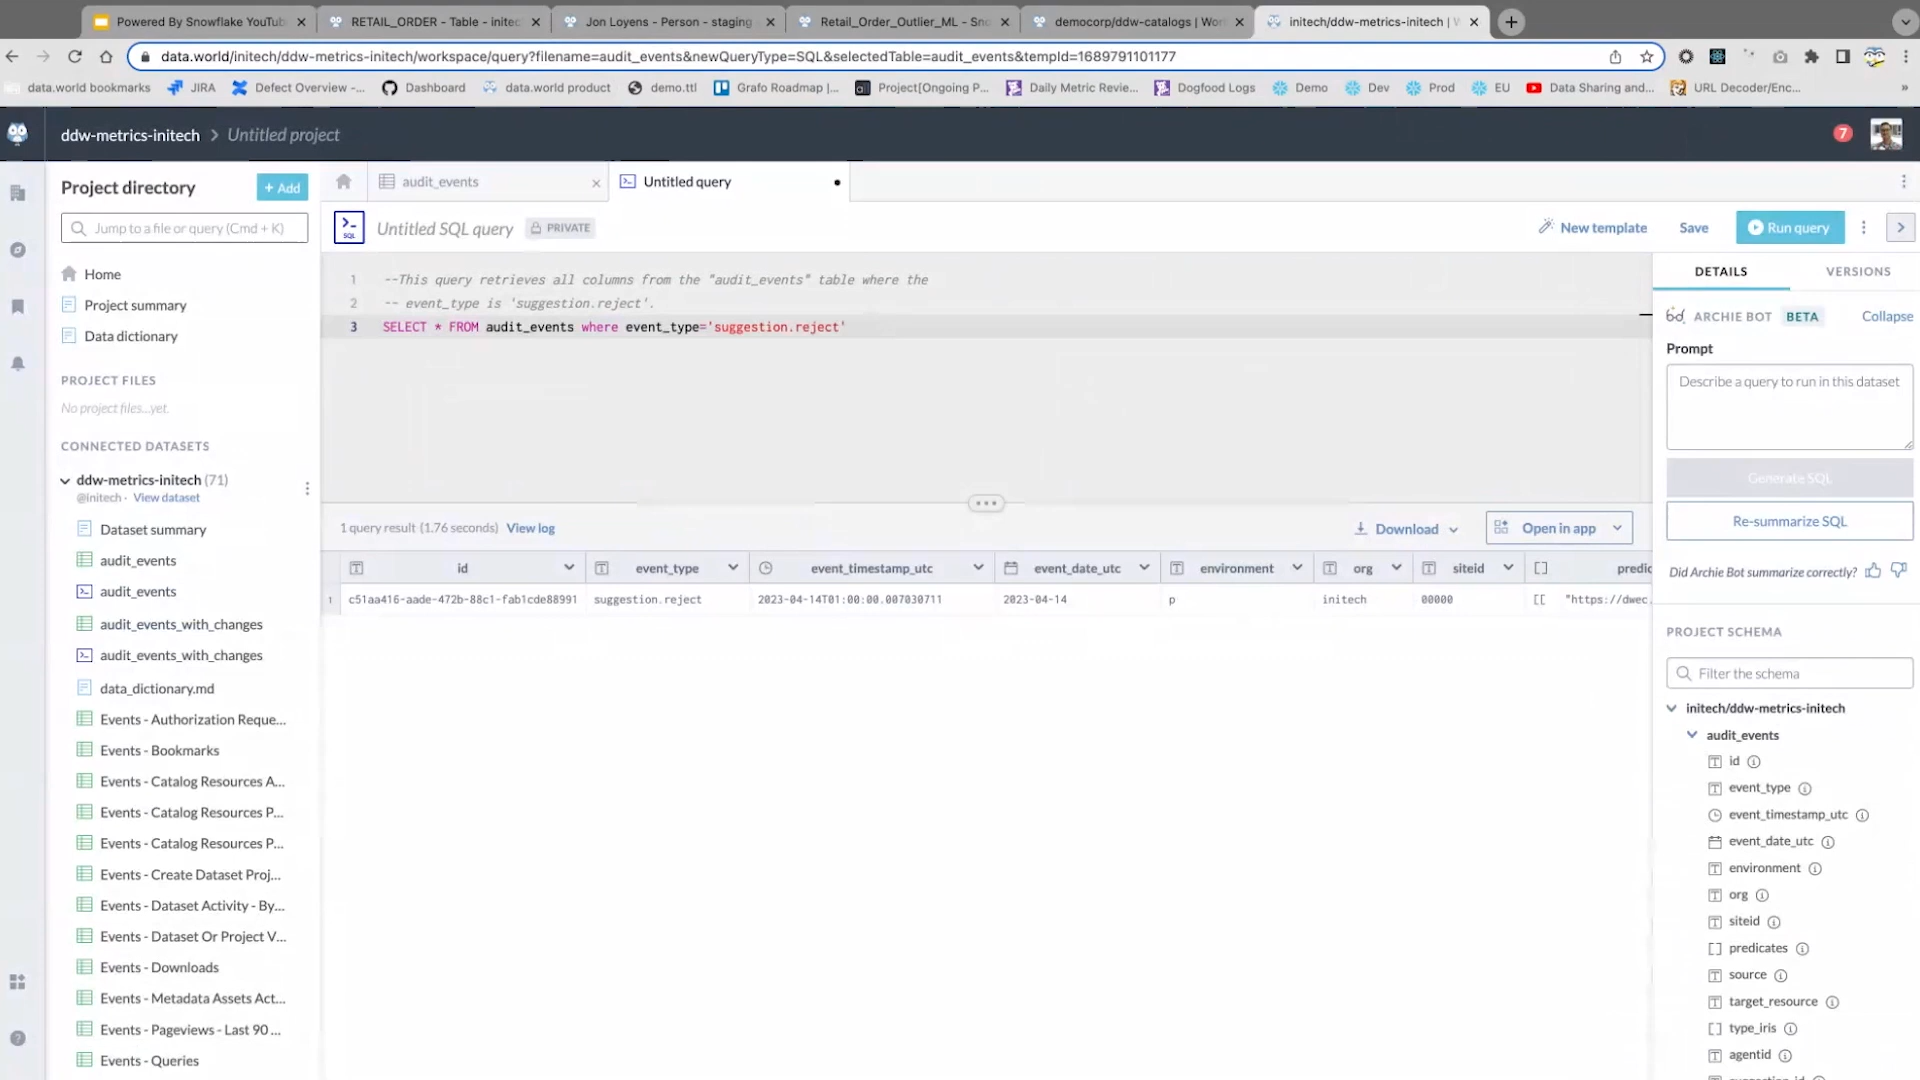 Powered By Snowflake YouTub
RETAIL_ORDER - Table - initec
Jon Loyens - Person - staging
Retail_Order_Outlier_ML - Sno
democorp/ddw-catalogs | Wor
initech/ddw-metrics-initech | W
data.world/initech/ddw-metrics-initech/workspace/query?filename=audit_events&newQueryType=SQL&selectedTable=audit_events&tempId=1689791101177
data.world bookmarks
JIRA
Defect Overview -...
Dashboard
data.world product
demo.ttl
Grafo Roadmap |...
Project[Ongoing P...
Daily Metric Revie...
Dogfood Logs
Demo
Dev
Prod
EU
Data Sharing and...
URL Decoder/Enc...
»
ddw-metrics-initech > Untitled project
7
Project directory
+ Add
Jump to a file or query (Cmd + K)
Home
Project summary
Data dictionary
PROJECT FILES
No project files...yet.
CONNECTED DATASETS
ddw-metrics-initech (71)
@initech · View dataset
Dataset summary
audit_events
audit_events
audit_events_with_changes
audit_events_with_changes
data_dictionary.md
Events - Authorization Reque...
Events - Bookmarks
Events - Catalog Resources A...
Events - Catalog Resources P...
Events - Catalog Resources P...
Events - Create Dataset Proj...
Events - Dataset Activity - By...
Events - Dataset Or Project V...
Events - Downloads
Events - Metadata Assets Act...
Events - Pageviews - Last 90 ...
Events - Queries
audit_events
Untitled query
SQL
Untitled SQL query
PRIVATE
New template
Save
Run query
1 --This query retrieves all columns from the "audit_events" table where the
2 -- event_type is 'suggestion.reject'.
3 SELECT * FROM audit_events where event_type='suggestion.reject'
1 query result (1.76 seconds) View log
Download
Open in app
id event_type event_timestamp_utc event_date_utc environment org siteid predic
1 c51aa416-aade-472b-88c1-fab1cde88991 suggestion.reject 2023-04-14T01:00:00.007030711 2023-04-14 p initech 00000 [[ "https://dwec.
DETAILS
VERSIONS
ARCHIE BOT BETA
Collapse
Prompt
Describe a query to run in this dataset
Generate SQL
Re-summarize SQL
Did Archie Bot summarize correctly?
PROJECT SCHEMA
Filter the schema
initech/ddw-metrics-initech
audit_events
id
event_type
event_timestamp_utc
event_date_utc
environment
org
siteid
predicates
source
target_resource
type_iris
agentid